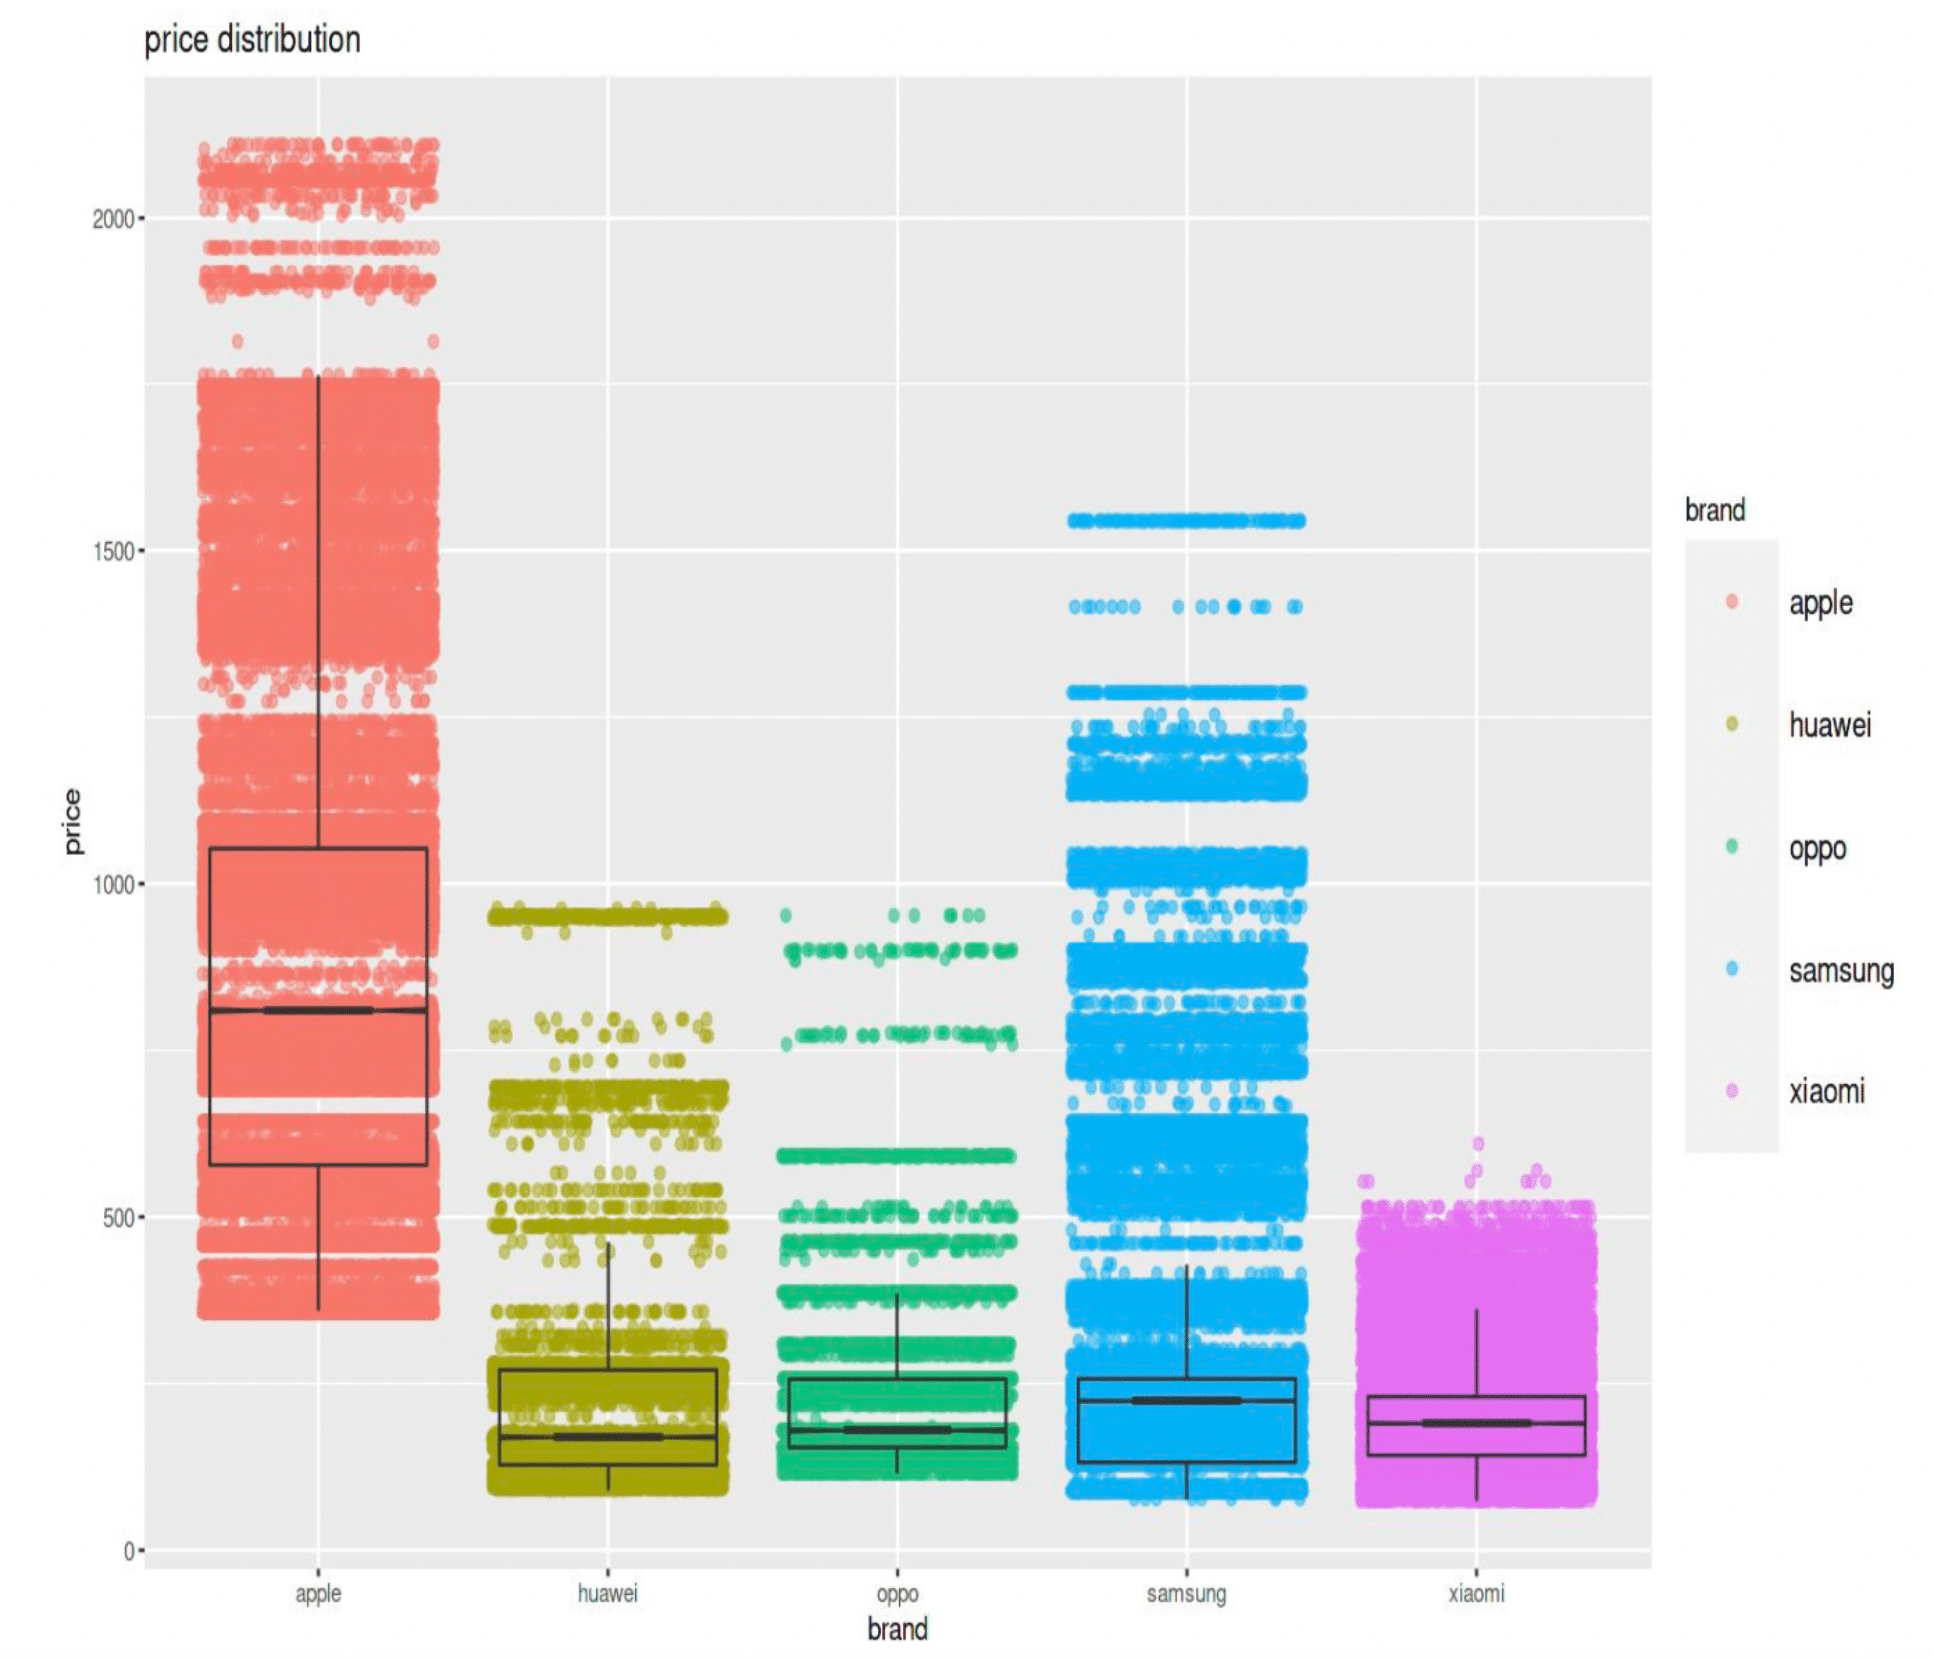 price distribution
2000
1500
1000
500
0
price
apple
huawei
oppo
samsung
xiaomi
brand
brand
apple
huawei
oppo
samsung
xiaomi